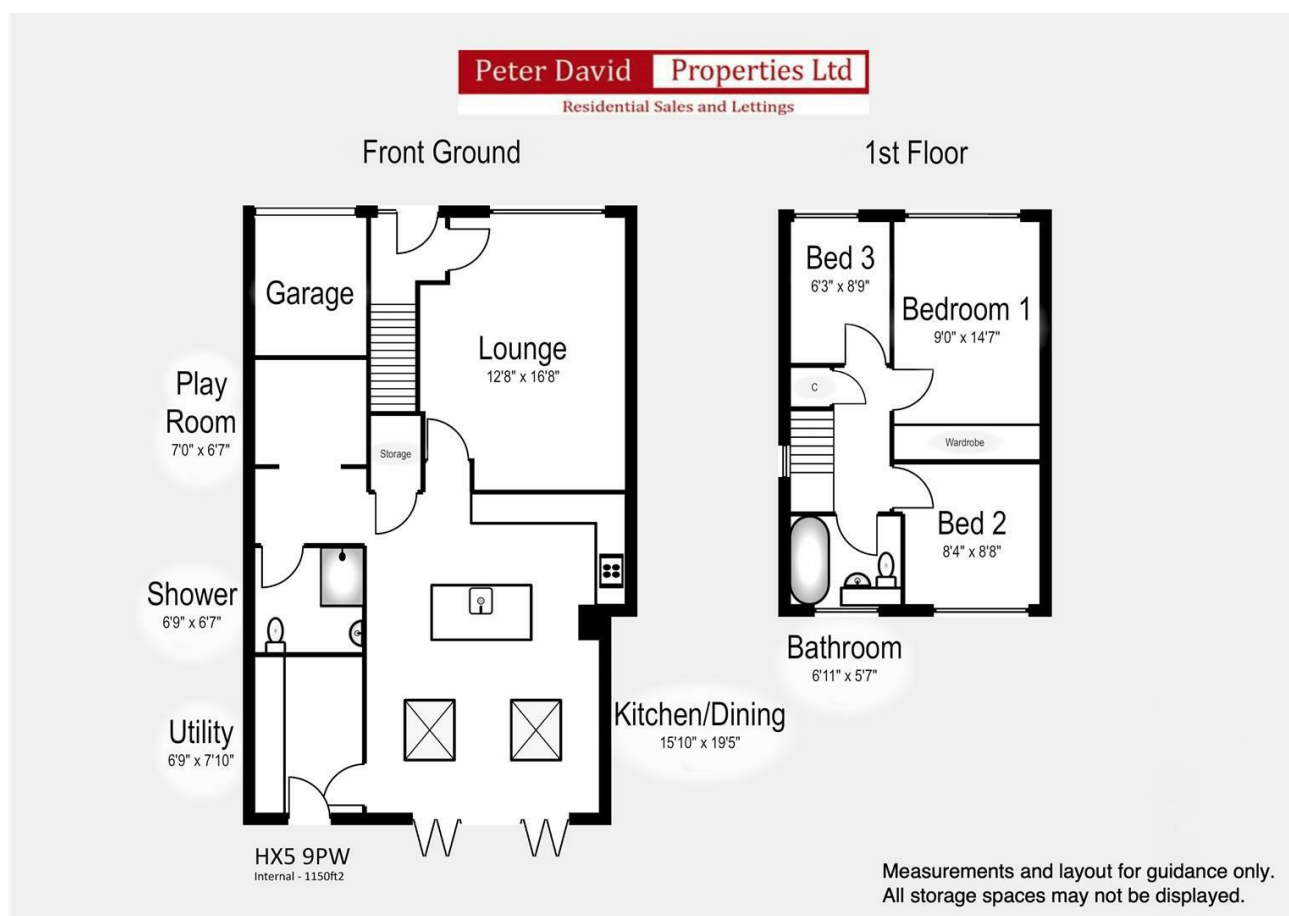 Peter David Properties Ltd
Residential Sales and Lettings
Front Ground
1st Floor
Garage
Lounge
12'8" x 16'8"
Play
Room
7'0" x 6'7"
Storage
Shower
6'9" x 6'7"
Utility
6'9" x 7'10"
Kitchen/Dining
15'10" x 19'5"
Bed 3
6'3" x 8'9"
Bedroom 1
9'0" x 14'7"
C
Wardrobe
Bed 2
8'4" x 8'8"
Bathroom
6'11" x 5'7"
HX5 9PW
Internal - 1150ft2
Measurements and layout for guidance only.
All storage spaces may not be displayed.